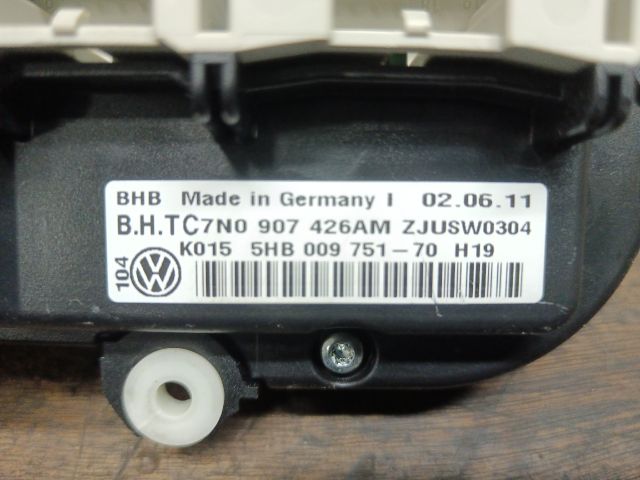 BHB Made in Germany I 02.06.11
B.H.TC7N0 907 426AM ZJUSW0304
K015 5HB 009 751-70 H19
104